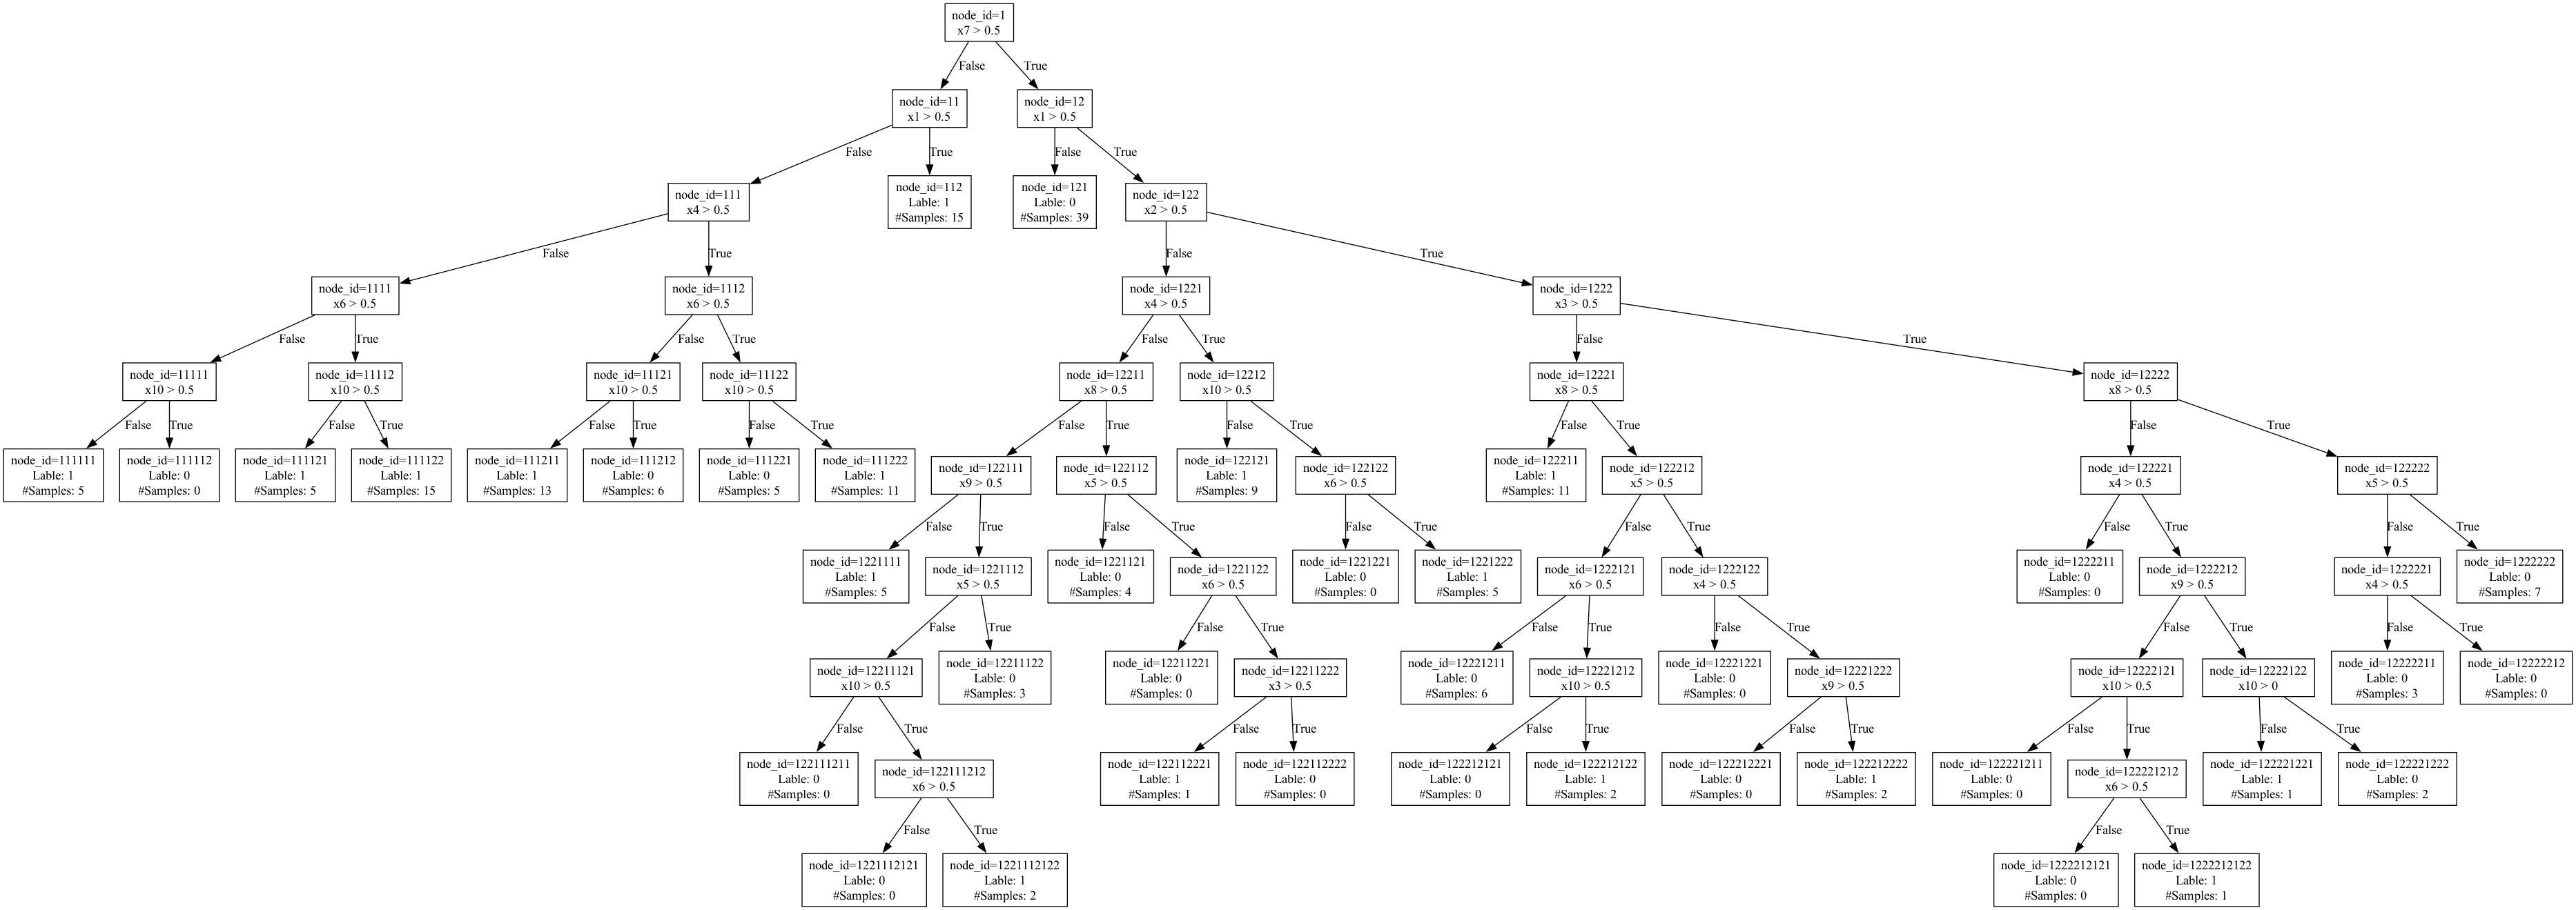 node_id=1
x7 > 0.5
False
True
node_id=11
x1 > 0.5
node_id=12
x1 > 0.5
False
True
False
True
node_id=111
x4 > 0.5
node_id=112
Lable: 1
#Samples: 15
node_id=121
Lable: 0
#Samples: 39
node_id=122
x2 > 0.5
False
True
False
True
node_id=1111
x6 > 0.5
node_id=1112
x6 > 0.5
node_id=1221
x4 > 0.5
node_id=1222
x3 > 0.5
False
True
False
True
False
True
False
True
node_id=11111
x10 > 0.5
node_id=11112
x10 > 0.5
node_id=11121
x10 > 0.5
node_id=11122
x10 > 0.5
node_id=12211
x8 > 0.5
node_id=12212
x10 > 0.5
node_id=12221
x8 > 0.5
node_id=12222
x8 > 0.5
False
True
False
True
False
True
False
True
False
True
False
True
False
True
False
True
node_id=111111
Lable: 1
#Samples: 5
node_id=111112
Lable: 0
#Samples: 0
node_id=111121
Lable: 1
#Samples: 5
node_id=111122
Lable: 1
#Samples: 15
node_id=111211
Lable: 1
#Samples: 13
node_id=111212
Lable: 0
#Samples: 6
node_id=111221
Lable: 0
#Samples: 5
node_id=111222
Lable: 1
#Samples: 11
node_id=122111
x9 > 0.5
node_id=122112
x5 > 0.5
node_id=122121
Lable: 1
#Samples: 9
node_id=122122
x6 > 0.5
node_id=122211
Lable: 1
#Samples: 11
node_id=122212
x5 > 0.5
node_id=122221
x4 > 0.5
node_id=122222
x5 > 0.5
False
True
False
True
False
True
False
True
False
True
False
True
node_id=1221111
Lable: 1
#Samples: 5
node_id=1221112
x5 > 0.5
node_id=1221121
Lable: 0
#Samples: 4
node_id=1221122
x6 > 0.5
node_id=1221221
Lable: 0
#Samples: 0
node_id=1221222
Lable: 1
#Samples: 5
node_id=1222121
x6 > 0.5
node_id=1222122
x4 > 0.5
node_id=1222211
Lable: 0
#Samples: 0
node_id=1222212
x9 > 0.5
node_id=1222221
x4 > 0.5
node_id=1222222
Lable: 0
#Samples: 7
False
True
False
True
False
True
False
True
False
True
False
True
node_id=12211121
x10 > 0.5
node_id=12211122
Lable: 0
#Samples: 3
node_id=12211221
Lable: 0
#Samples: 0
node_id=12211222
x3 > 0.5
node_id=12221211
Lable: 0
#Samples: 6
node_id=12221212
x10 > 0.5
node_id=12221221
Lable: 0
#Samples: 0
node_id=12221222
x9 > 0.5
node_id=12222121
x10 > 0.5
node_id=12222122
x10 > 0
node_id=12222211
Lable: 0
#Samples: 3
node_id=12222212
Lable: 0
#Samples: 0
False
True
False
True
False
True
False
True
False
True
False
True
node_id=122111211
Lable: 0
#Samples: 0
node_id=122111212
x6 > 0.5
node_id=122112221
Lable: 1
#Samples: 1
node_id=122112222
Lable: 0
#Samples: 0
node_id=122212121
Lable: 0
#Samples: 0
node_id=122212122
Lable: 1
#Samples: 2
node_id=122212221
Lable: 0
#Samples: 0
node_id=122212222
Lable: 1
#Samples: 2
node_id=122221211
Lable: 0
#Samples: 0
node_id=122221212
x6 > 0.5
node_id=122221221
Lable: 1
#Samples: 1
node_id=122221222
Lable: 0
#Samples: 2
False
True
False
True
node_id=1221112121
Lable: 0
#Samples: 0
node_id=1221112122
Lable: 1
#Samples: 2
node_id=1222212121
Lable: 0
#Samples: 0
node_id=1222212122
Lable: 1
#Samples: 1